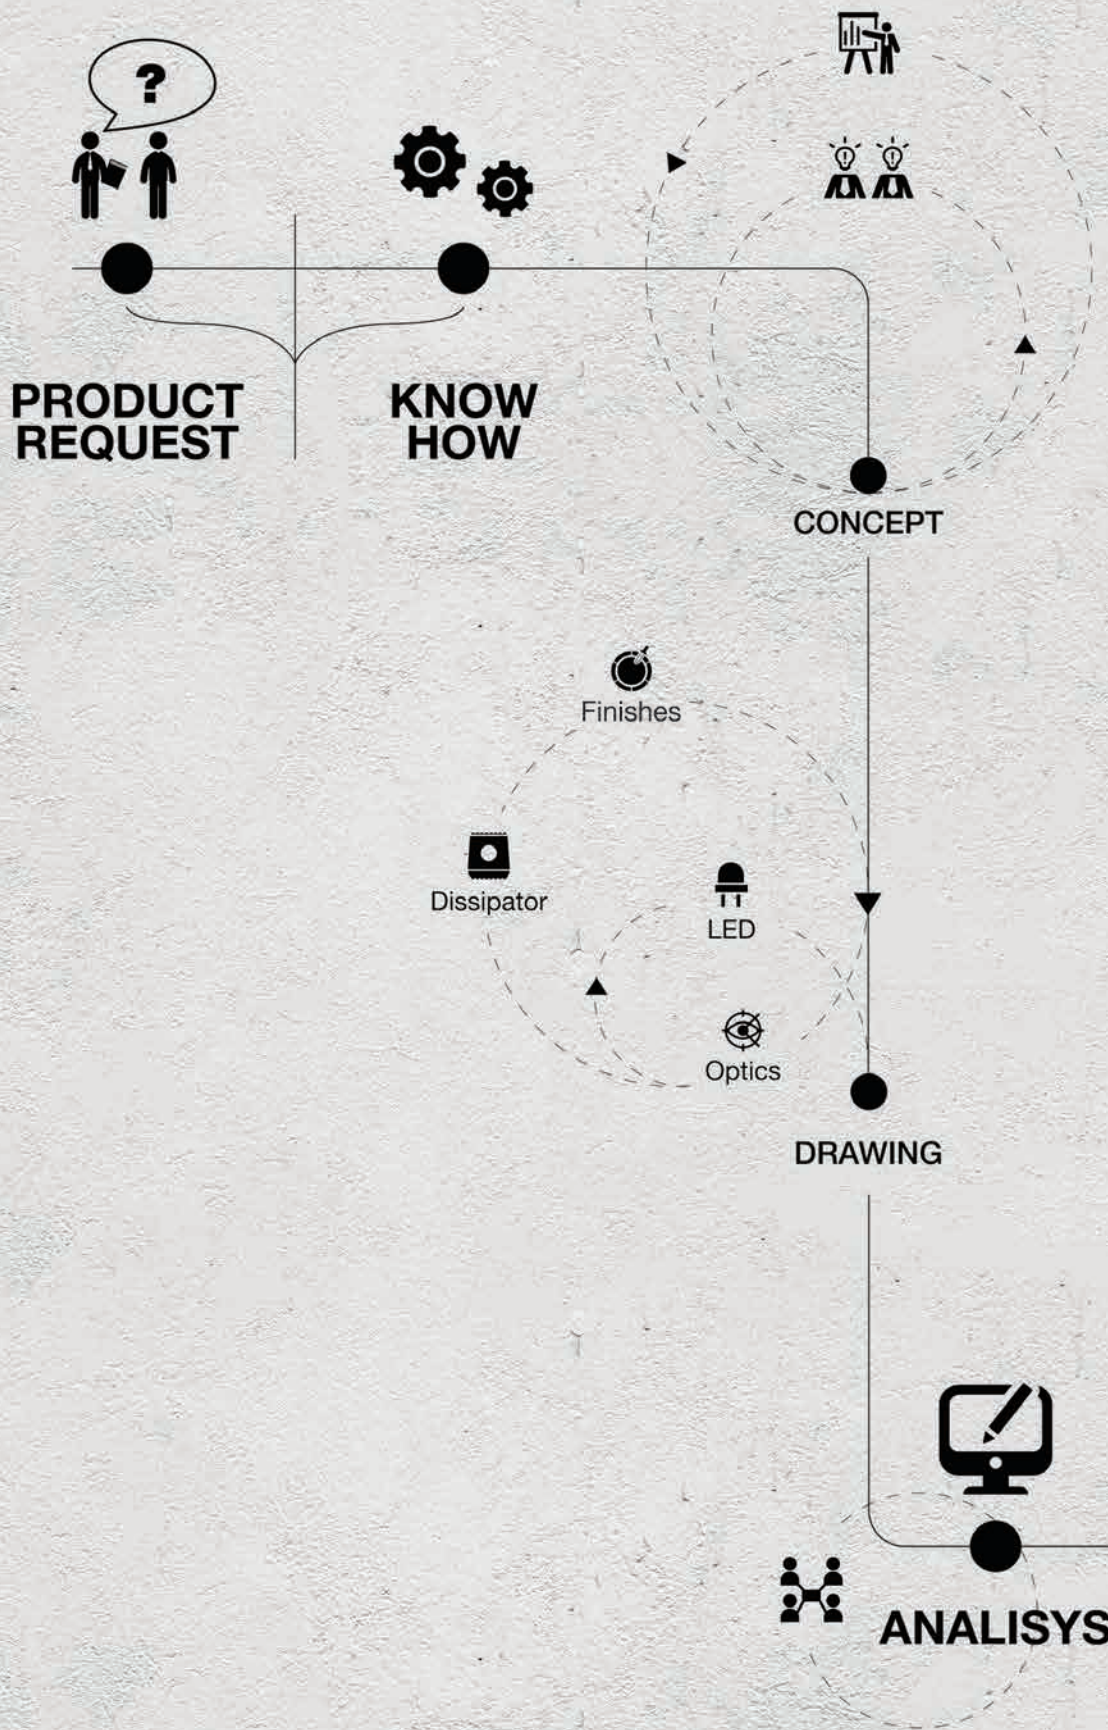 ?
PRODUCT
REQUEST
KNOW
HOW
CONCEPT
Finishes
Dissipator
LED
Optics
DRAWING
ANALISYS